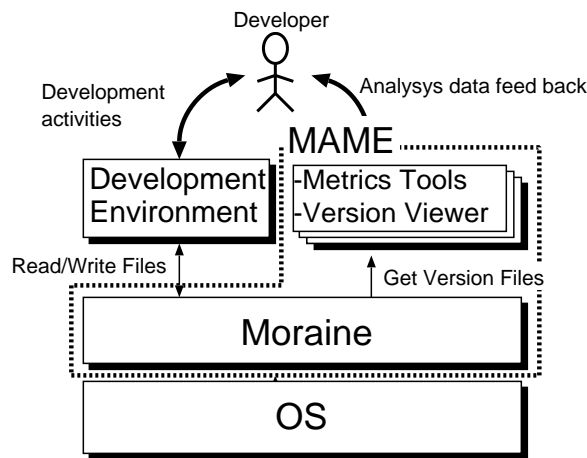 Developer
Development
activities
Analysys data feed back
MAME
Development
Environment
-Metrics Tools
-Version Viewer
Read/Write Files
Get Version Files
Moraine
OS